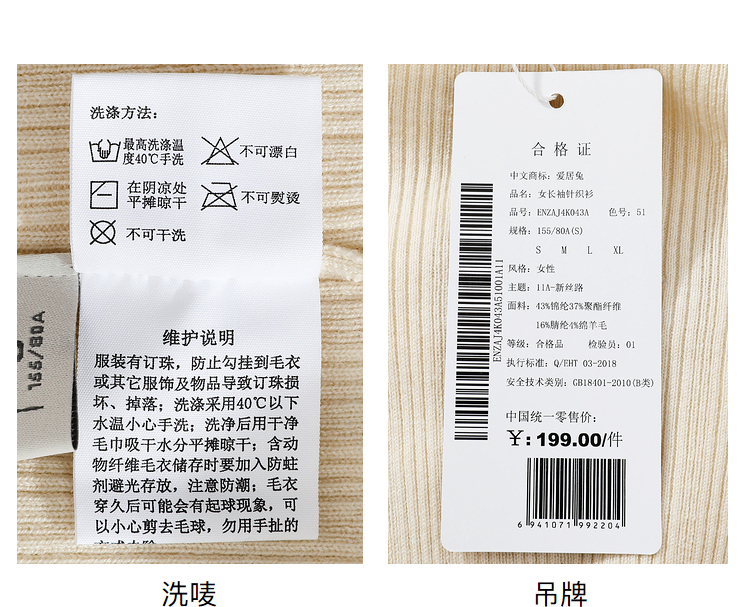 洗涤方法：
最高洗涤温
度40℃手洗
不可漂白
在阴凉处
平摊晾干
不可熨烫
不可干洗
155/80A
维护说明
服装有订珠，防止勾挂到毛衣
或其它服饰及物品导致订珠损
坏、掉落；洗涤采用40℃以下
水温小心手洗；洗净后用干净
毛巾吸干水分平摊晾干；含动
物纤维毛衣储存时要加入防蛀
剂避光存放，注意防潮；毛衣
穿久后可能会有起球现象，可
以小心剪去毛球，勿用手扯的
洗唛
合格证
中文商标：爱居兔
品名：女长袖针织衫
品号：ENZAJ4K043A 色号：51
规格：155/80A(S)
S M L XL
风格：女性
主题：11A-新丝路
面料：43%锦纶37%聚酯纤维
16%腈纶4%绵羊毛
等级：合格品 检验员：01
执行标准：Q/EHT 03-2018
安全技术类别：GB18401-2010(B类)
ENZAJ4K043A51001A11
中国统一零售价：
￥：199.00/件
6 941071 992204
吊牌